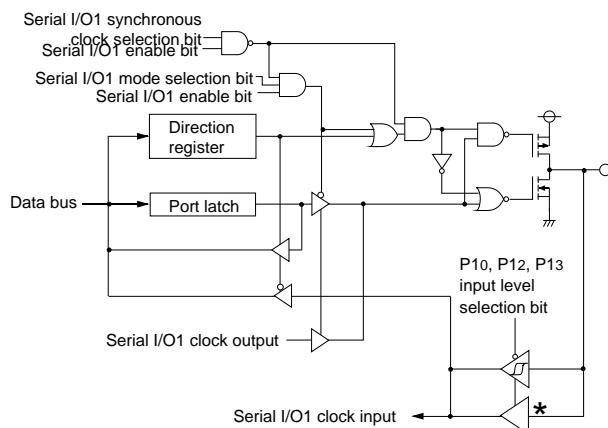 Serial I/O1 synchronous
clock selection bit
Serial I/O1 enable bit
Serial I/O1 mode selection bit
Serial I/O1 enable bit
Direction
register
Data bus
Port latch
P10, P12, P13
input level
selection bit
Serial I/O1 clock output
*
Serial I/O1 clock input